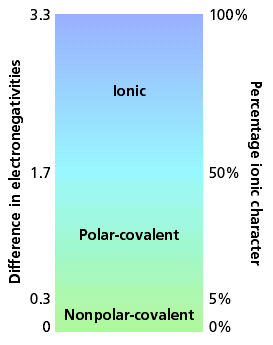 3.3
100%
Difference in electronegativities
Ionic
Percentage ionic character
1.7
50%
Polar-covalent
0.3
5%
Nonpolar-covalent
0
0%